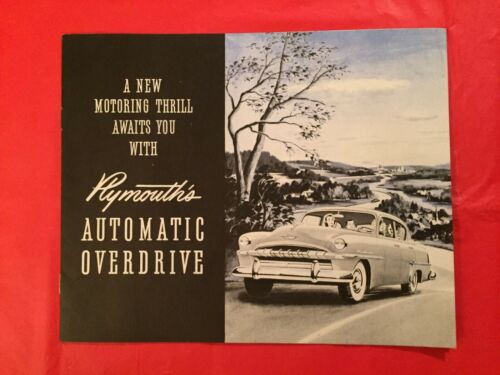 A NEW
MOTORING THRILL
AWAITS YOU
WITH
Plymouth's
AUTOMATIC
OVERDRIVE